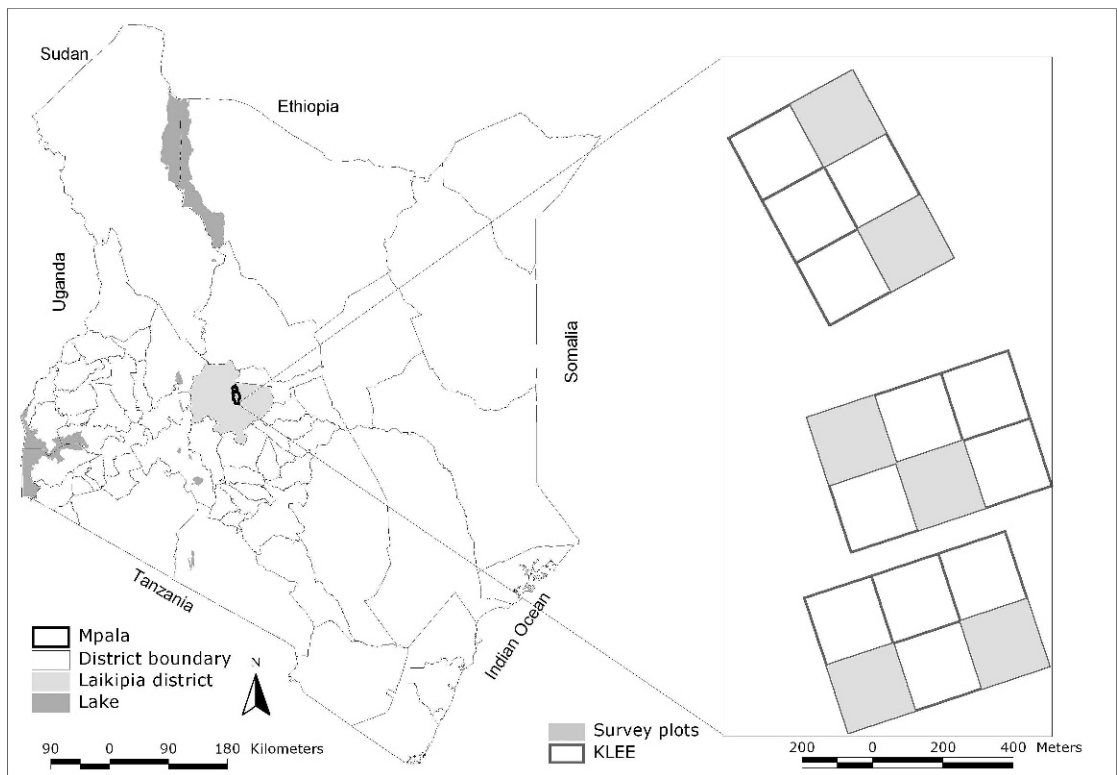 Sudan
Ethiopia
Uganda
Somalia
Tanzania
Indian Ocean
Mpala
District boundary
Laikipia district
Lake
N
90 0 90 180 Kilometers
Survey plots
KLEE
200 0 200 400 Meters